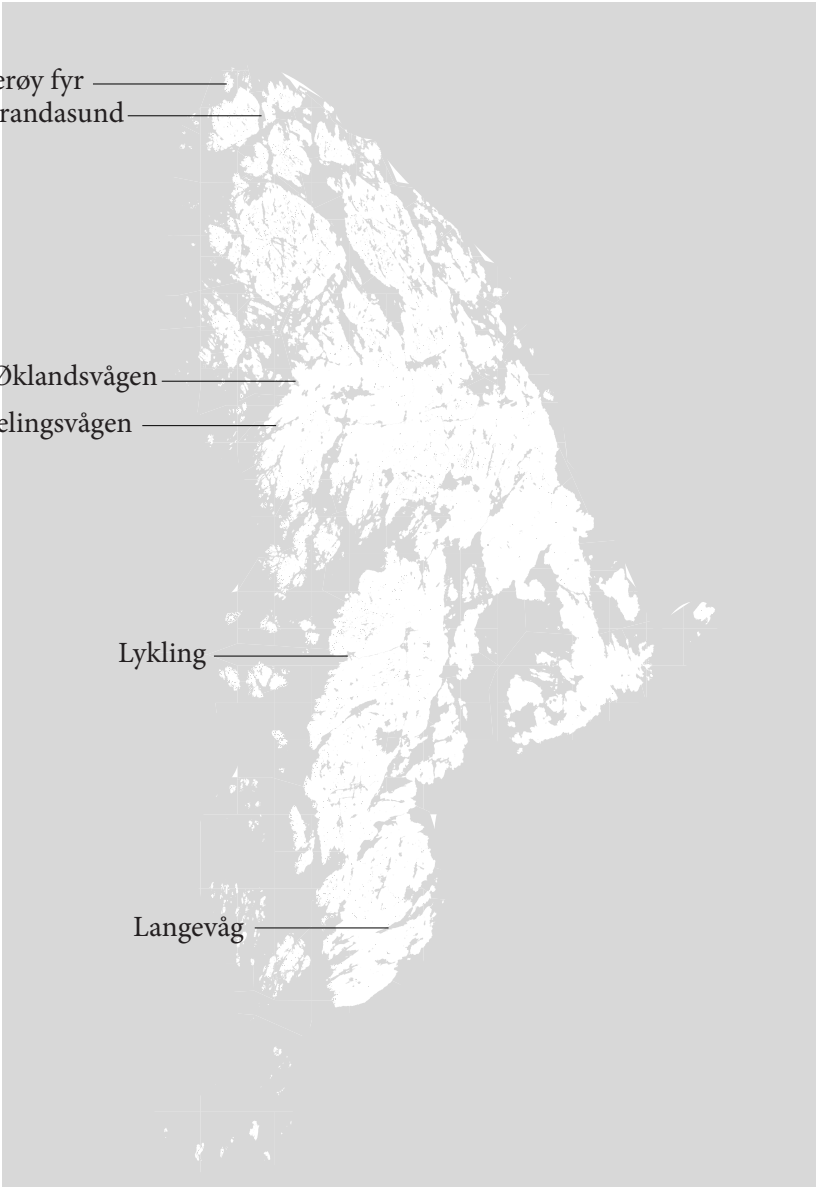 erøy fyr
randasund
Øklandsvågen
elingsvågen
Lykling
Langevåg